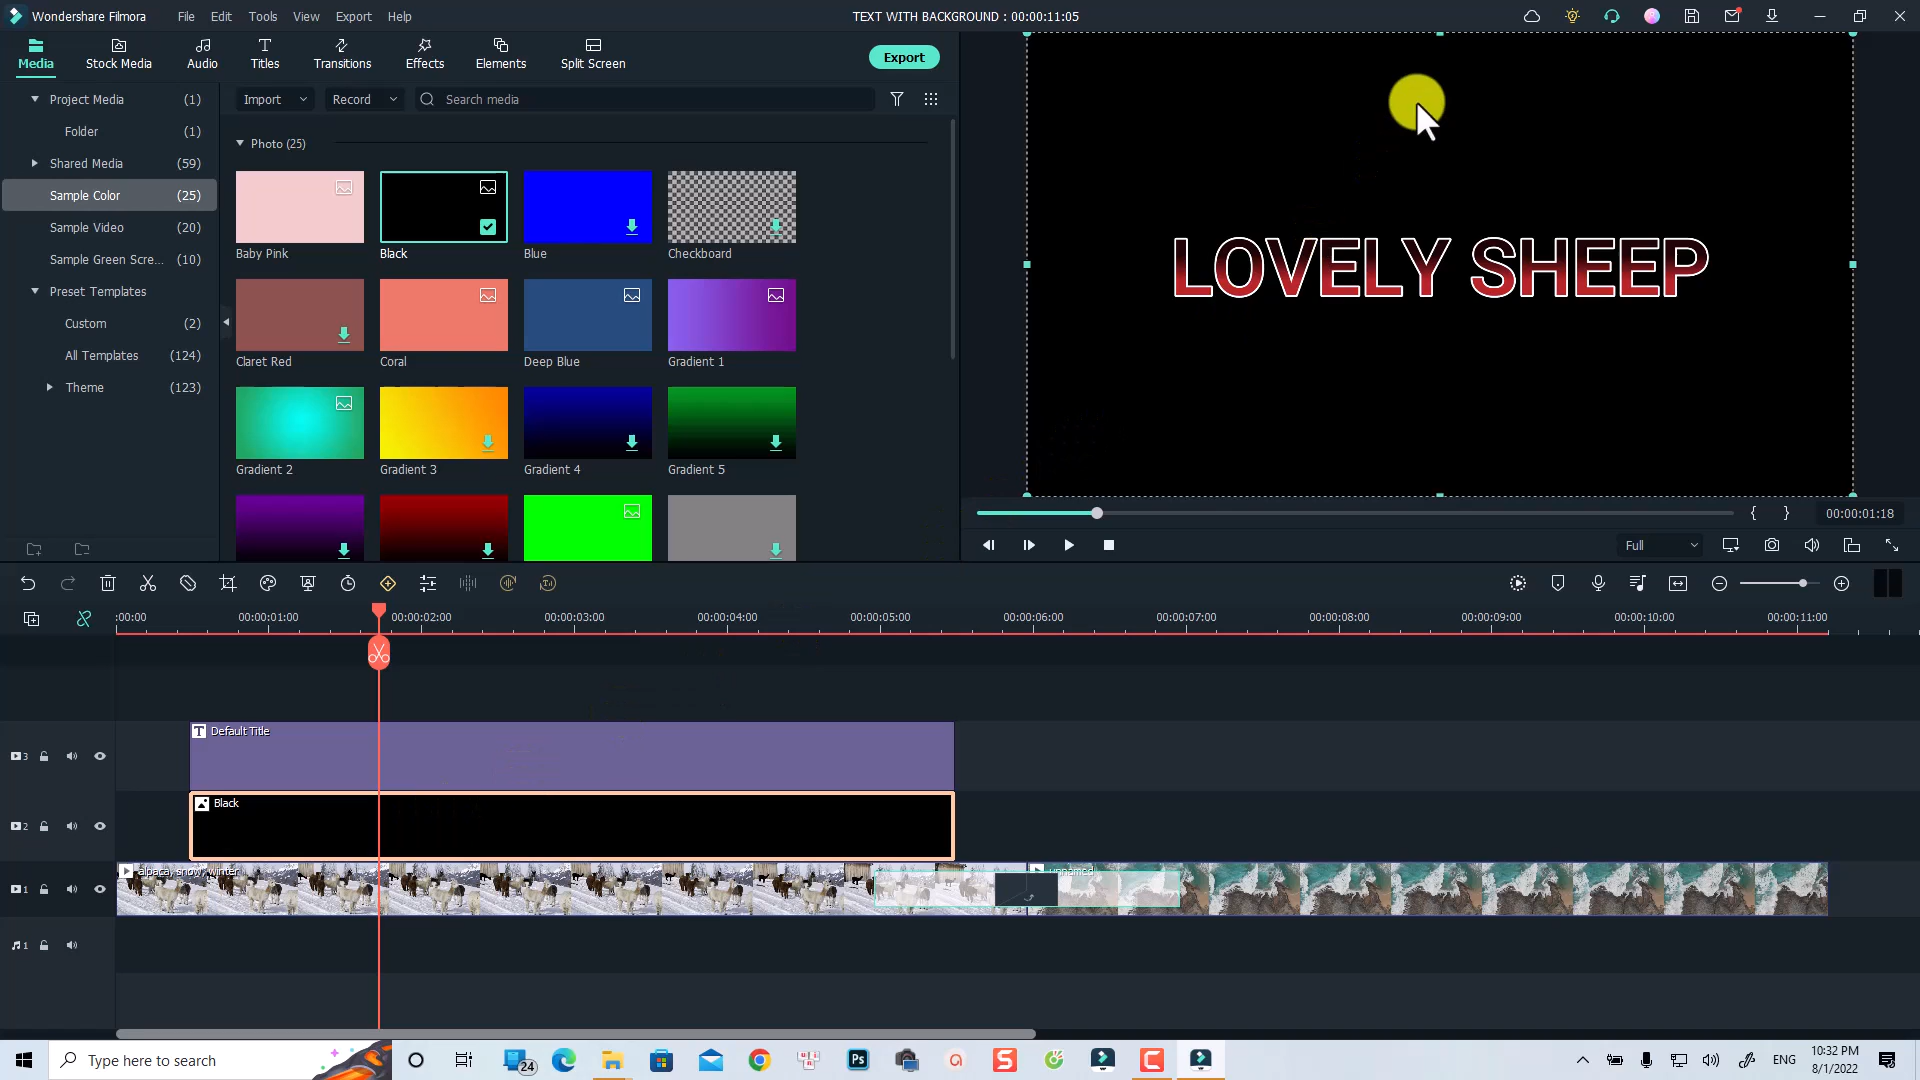 Wondershare Filmora
File Edit Tools View Export Help
TEXT WITH BACKGROUND : 00:00:11:05
Media Stock Media Audio Titles Transitions Effects Elements Split Screen Export
Project Media (1)
Folder (1)
Shared Media (59)
Sample Color (25)
Sample Video (20)
Sample Green Scre... (10)
Preset Templates
Custom (2)
All Templates (124)
Theme (123)
Import Record Search media
Photo (25)
Baby Pink Black Blue Checkboard
Claret Red Coral Deep Blue Gradient 1
Gradient 2 Gradient 3 Gradient 4 Gradient 5
LOVELY SHEEP
{ } 00:00:01:18
Full
:00:00 00:00:01:00 00:00:02:00 00:00:03:00 00:00:04:00 00:00:05:00 00:00:06:00 00:00:07:00 00:00:08:00 00:00:09:00 00:00:10:00 00:00:11:00
3 T Default Title
2 Black
1 alpaca, snow, winter unnamed
1
Type here to search
24
Ps
S
C
ENG
10:32 PM
8/1/2022